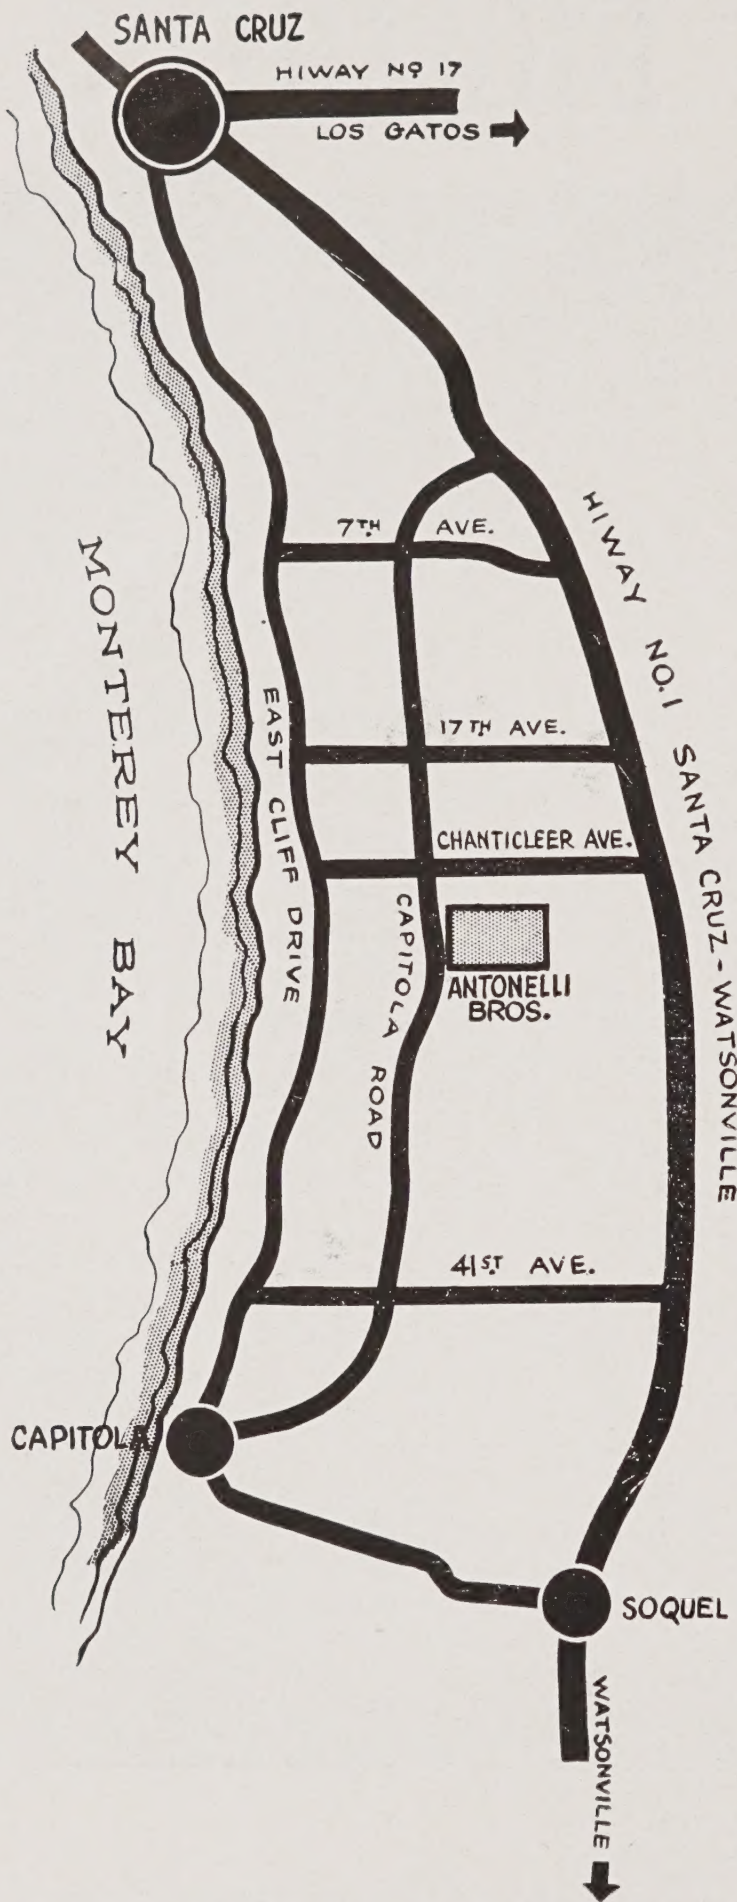 SANTA CRUZ
HIWAY Nº 17
LOS GATOS
7TH AVE.
HIWAY NO. 1 SANTA CRUZ - WATSONVILLE
MONTEREY BAY
EAST CLIFF DRIVE
17TH AVE.
CHANTICLEER AVE.
CAPITOLA ROAD
ANTONELLI
BROS.
41ST AVE.
CAPITOLA
SOQUEL
WATSONVILLE